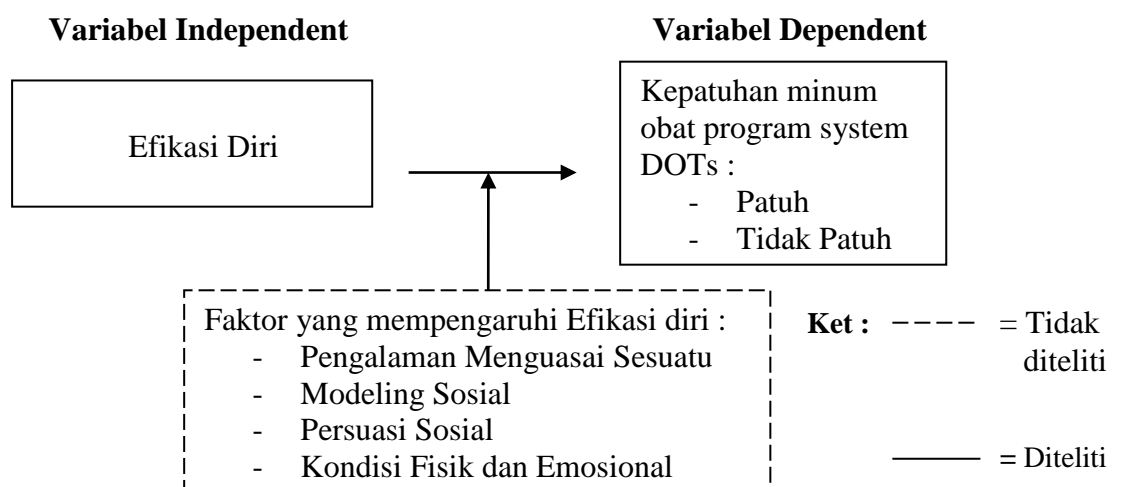 Variabel Independent
Variabel Dependent
Efikasi Diri
Kepatuhan minum
obat program system
DOTs :
- Patuh
- Tidak Patuh
Faktor yang mempengaruhi Efikasi diri :
- Pengalaman Menguasai Sesuatu
- Modeling Sosial
- Persuasi Sosial
- Kondisi Fisik dan Emosional
Ket : ---- = Tidak
diteliti
= Diteliti